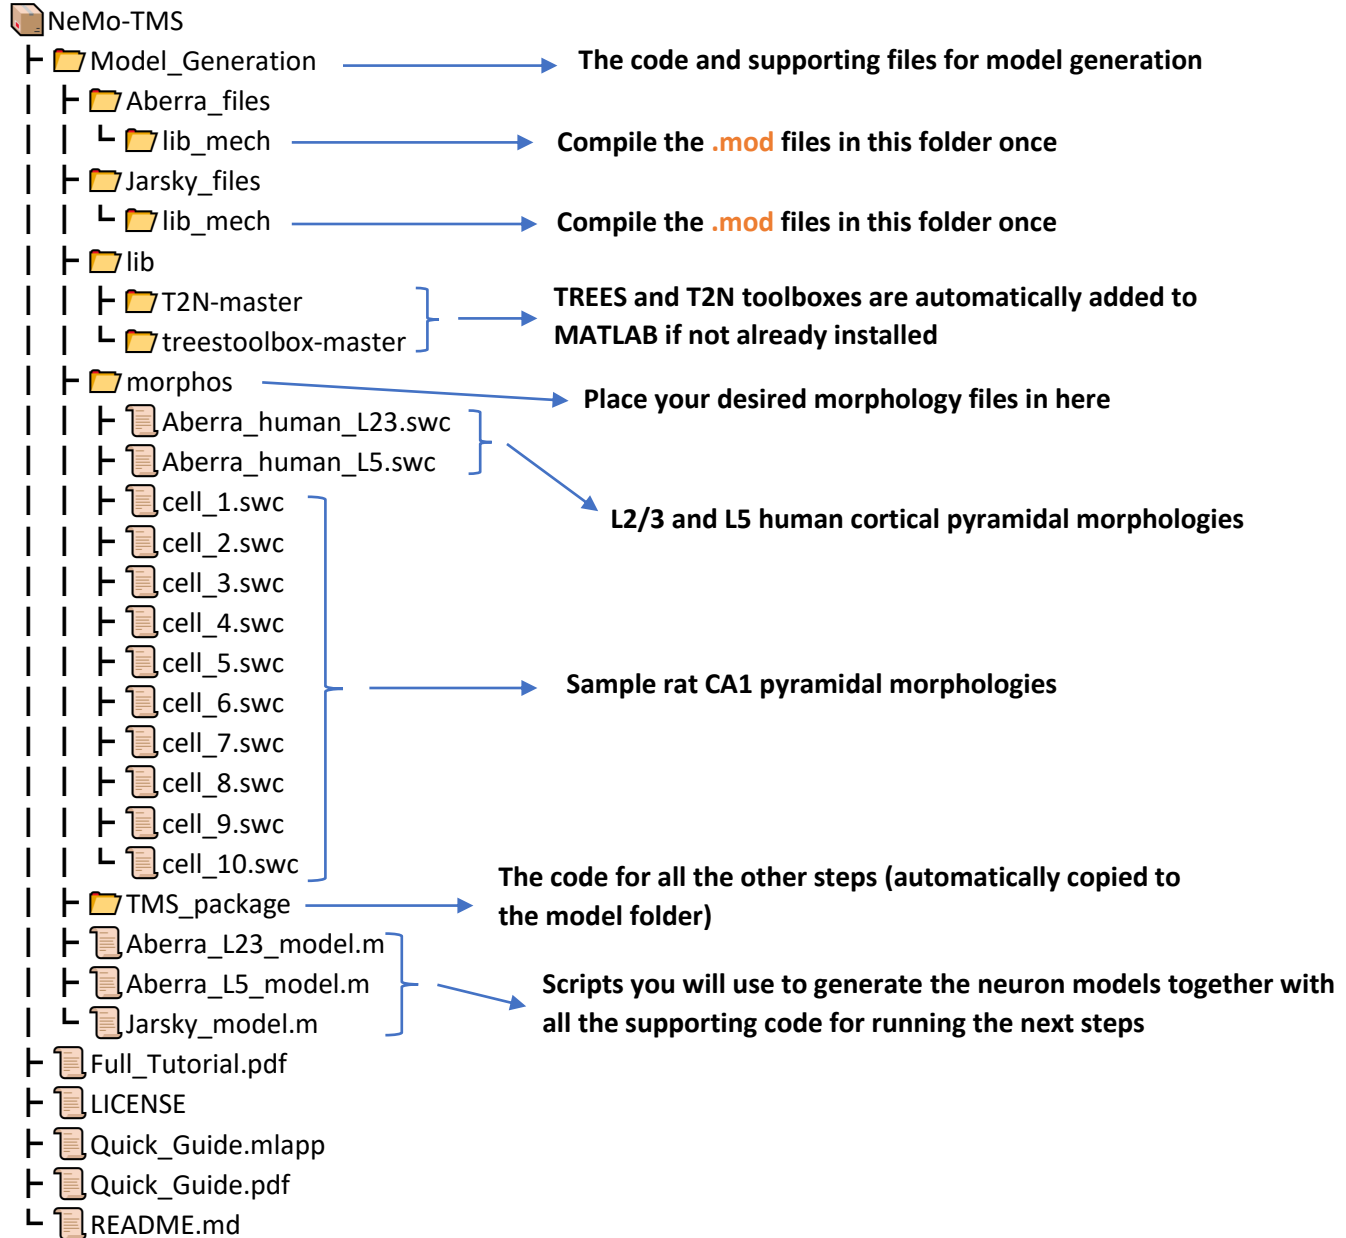 NeMo-TMS
Model_Generation
The code and supporting files for model generation
Aberra_files
lib_mech
Compile the .mod files in this folder once
Jarsky_files
lib_mech
Compile the .mod files in this folder once
lib
T2N-master
treestoolbox-master
TREES and T2N toolboxes are automatically added to
MATLAB if not already installed
morphos
Place your desired morphology files in here
Aberra_human_L23.swc
Aberra_human_L5.swc
L2/3 and L5 human cortical pyramidal morphologies
cell_1.swc
cell_2.swc
cell_3.swc
cell_4.swc
cell_5.swc
cell_6.swc
cell_7.swc
cell_8.swc
cell_9.swc
cell_10.swc
Sample rat CA1 pyramidal morphologies
TMS_package
The code for all the other steps (automatically copied to
the model folder)
Aberra_L23_model.m
Aberra_L5_model.m
Jarsky_model.m
Scripts you will use to generate the neuron models together with
all the supporting code for running the next steps
Full_Tutorial.pdf
LICENSE
Quick_Guide.mlapp
Quick_Guide.pdf
README.md